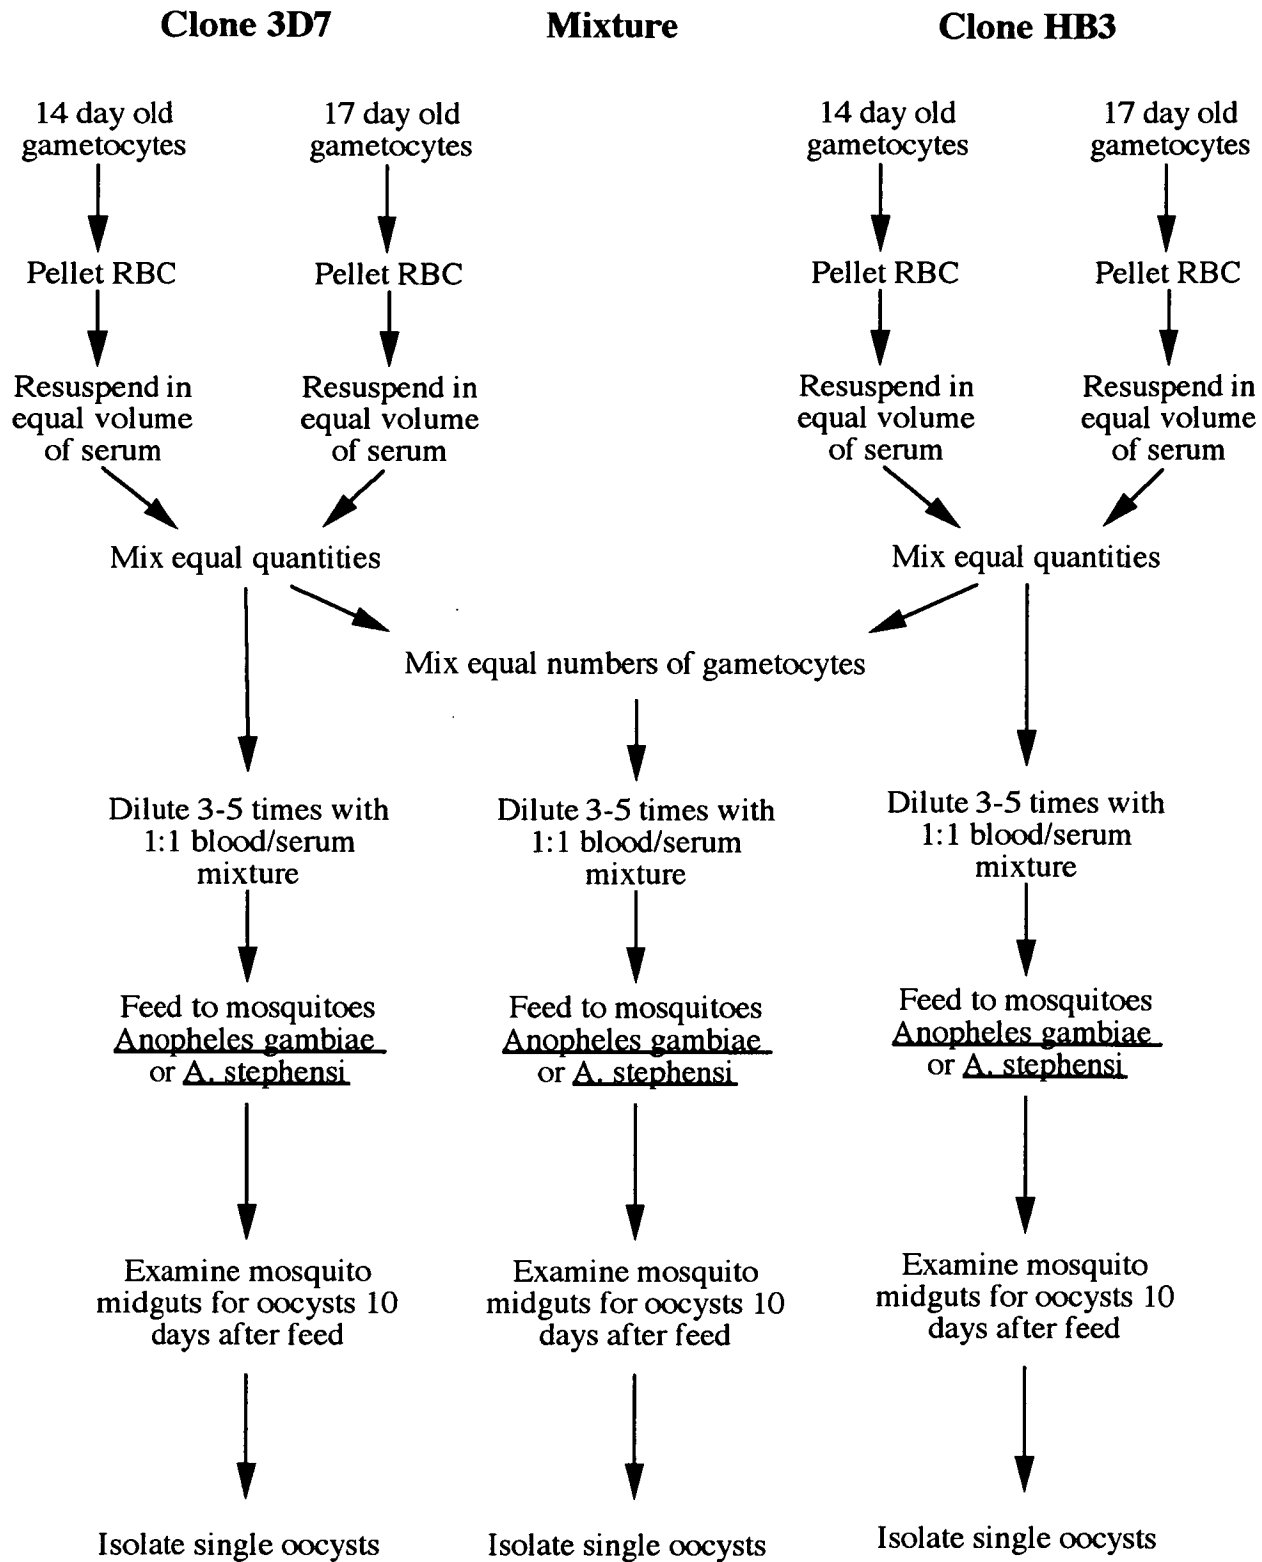 Clone 3D7
Mixture
Clone HB3
14 day old
gametocytes
17 day old
gametocytes
14 day old
gametocytes
17 day old
gametocytes
Pellet RBC
Pellet RBC
Pellet RBC
Pellet RBC
Resuspend in
equal volume
of serum
Resuspend in
equal volume
of serum
Resuspend in
equal volume
of serum
Resuspend in
equal volume
of serum
Mix equal quantities
Mix equal quantities
Mix equal numbers of gametocytes
Dilute 3-5 times with
1:1 blood/serum
mixture
Dilute 3-5 times with
1:1 blood/serum
mixture
Dilute 3-5 times with
1:1 blood/serum
mixture
Feed to mosquitoes
Anopheles gambiae
or A. stephensi
Feed to mosquitoes
Anopheles gambiae
or A. stephensi
Feed to mosquitoes
Anopheles gambiae
or A. stephensi
Examine mosquito
midguts for oocysts 10
days after feed
Examine mosquito
midguts for oocysts 10
days after feed
Examine mosquito
midguts for oocysts 10
days after feed
Isolate single oocysts
Isolate single oocysts
Isolate single oocysts